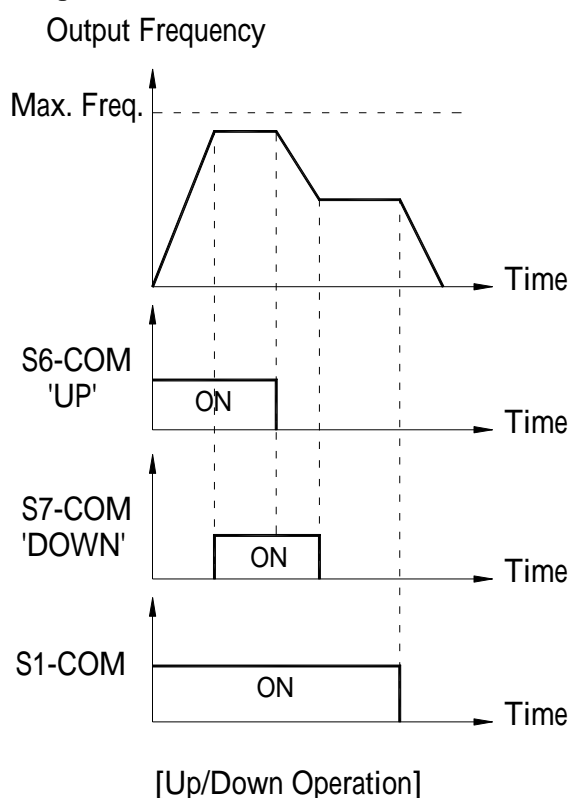 Output Frequency
Max. Freq.
Time
S6-COM
'UP'
ON
Time
S7-COM
'DOWN'
ON
Time
S1-COM
ON
Time
[Up/Down Operation]